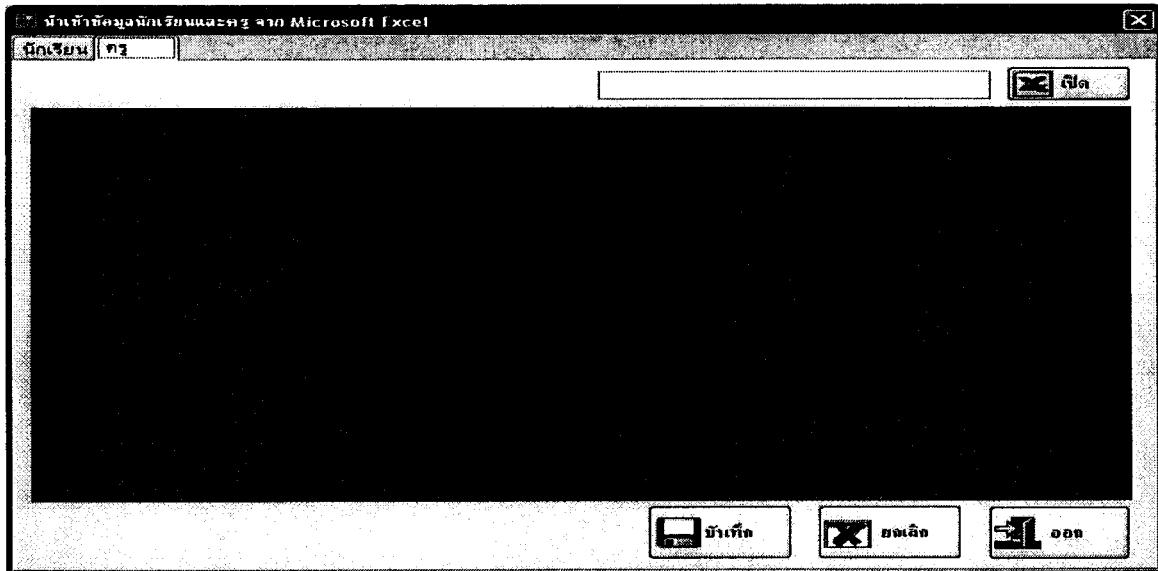 นำเข้าข้อมูลนักเรียนและครู จาก Microsoft Excel
นักเรียน ครู
เปิด
บันทึก ยกเลิก ออก